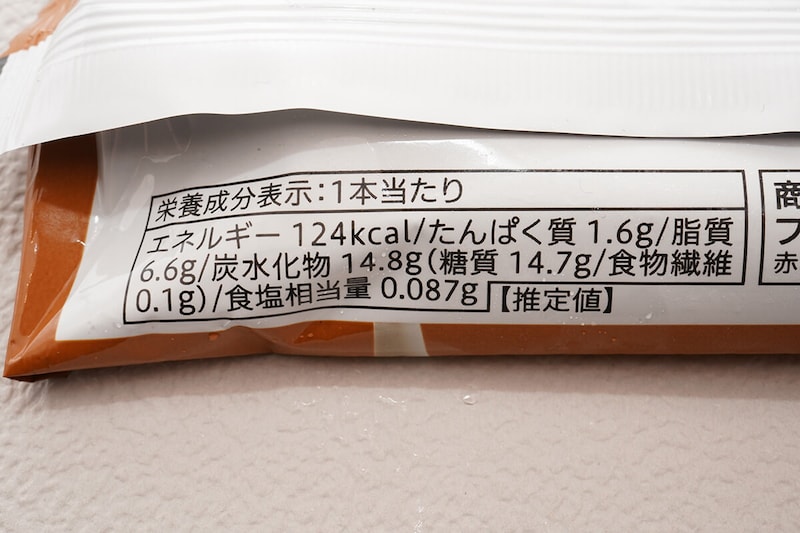 栄養成分表示:1本当たり
エネルギー 124kcal/たんぱく質 1.6g/脂質
6.6g/炭水化物 14.8g(糖質 14.7g/食物繊維
0.1g)/食塩相当量 0.087g【推定値】
商
フ
赤